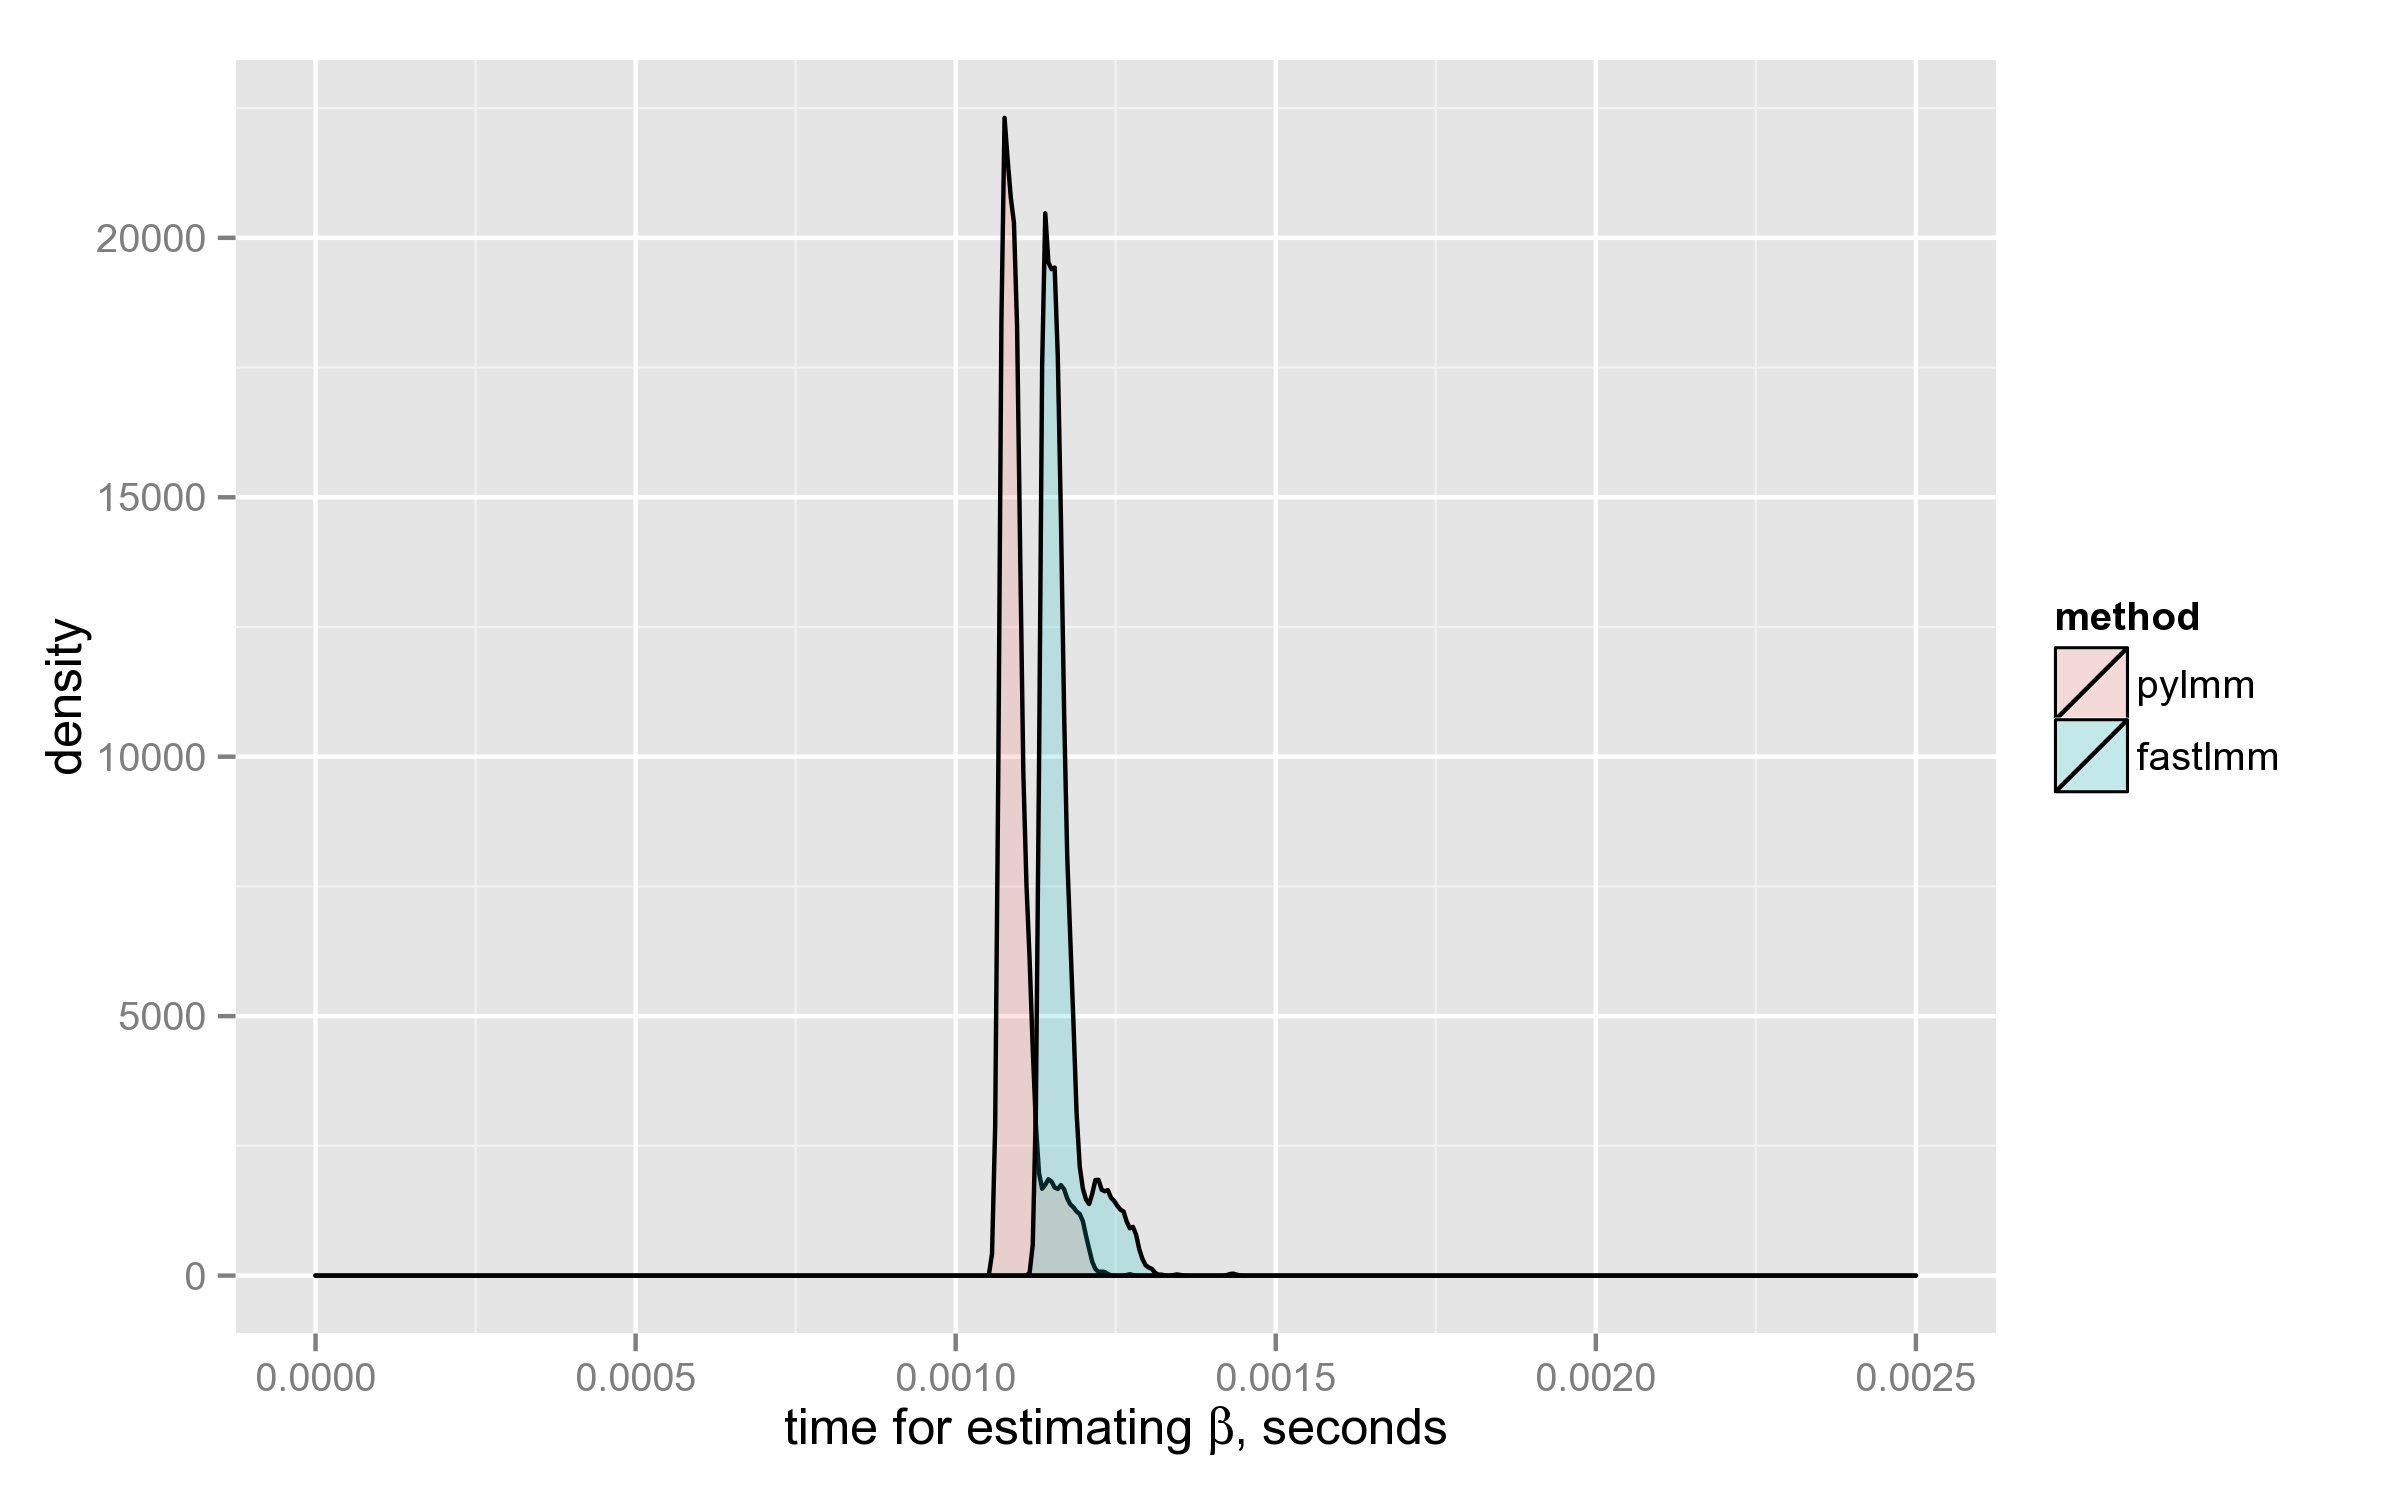 20000
15000
10000
5000
0
density
0.0000
0.0005
0.0010
0.0015
0.0020
0.0025
time for estimating β, seconds
method
pylmm
fastlmm